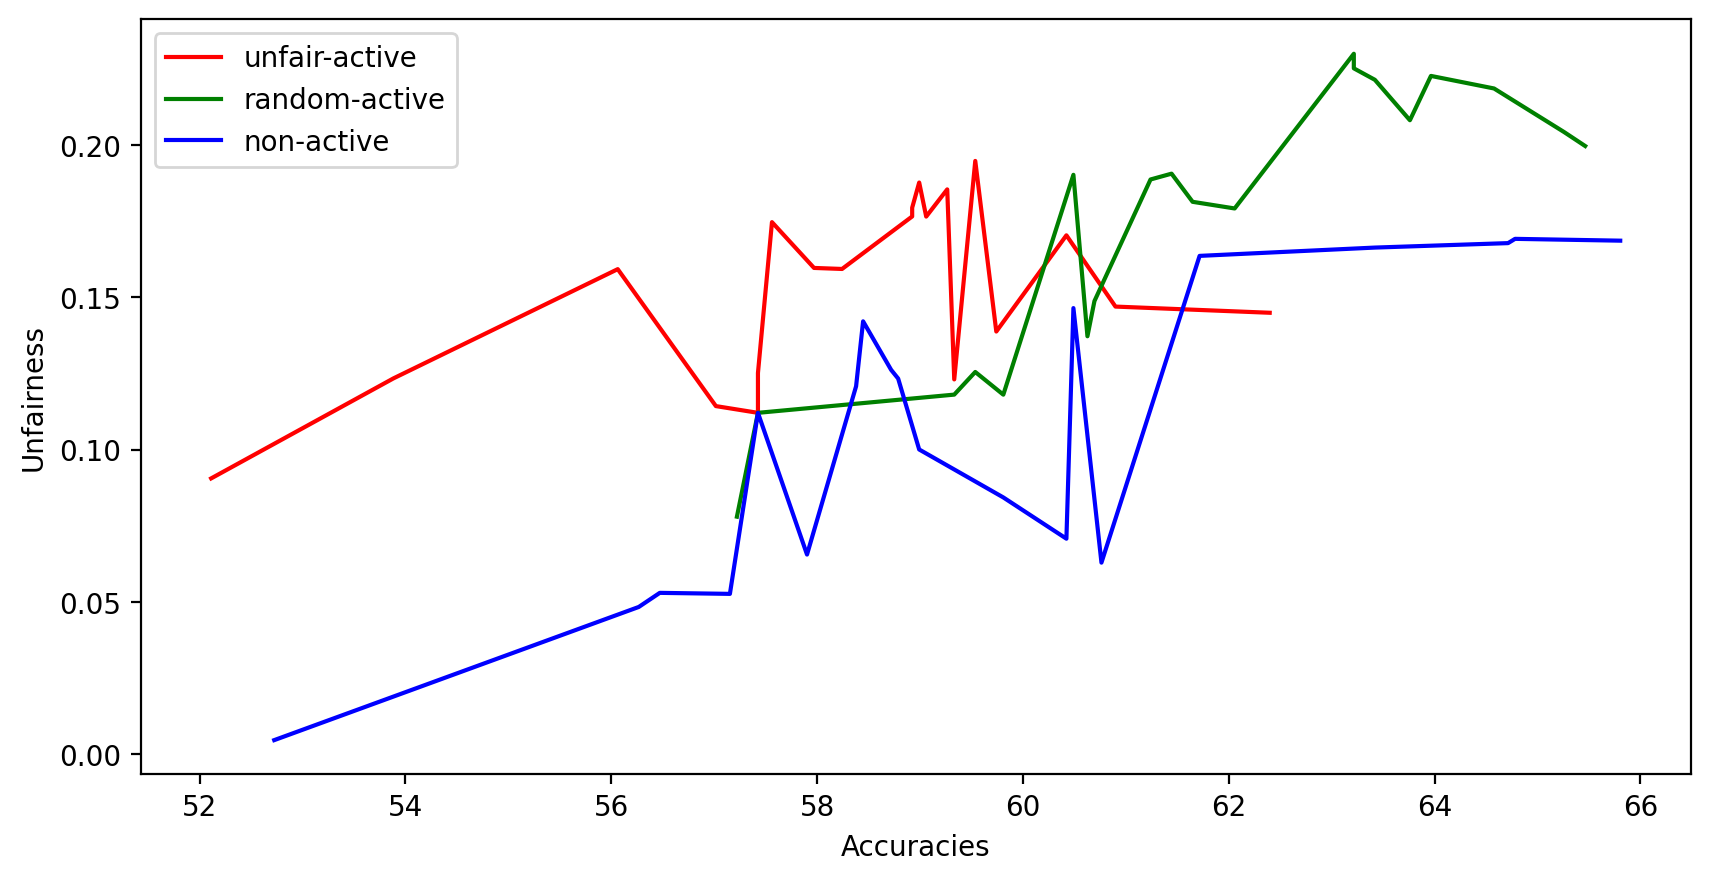 unfair-active
random-active
non-active
Unfairness
0.20
0.15
0.10
0.05
0.00
52 54 56 58 60 62 64 66
Accuracies